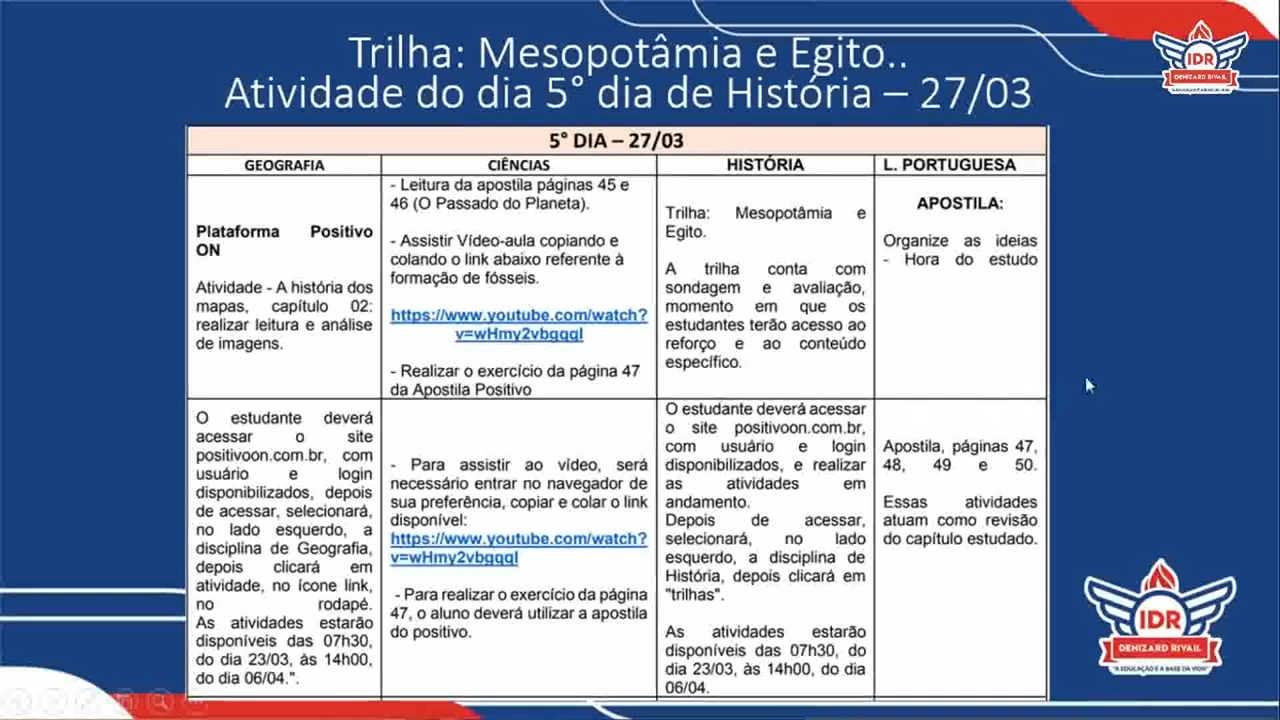 Trilha: Mesopotâmia e Egito..
Atividade do dia 5° dia de História – 27/03
IDR
DENIZARD RIVAIL
5° DIA – 27/03
GEOGRAFIA
CIÊNCIAS
HISTÓRIA
L. PORTUGUESA
Plataforma Positivo
ON
Atividade - A história dos
mapas, capítulo 02:
realizar leitura e análise
de imagens.
- Leitura da apostila páginas 45 e
46 (O Passado do Planeta).
- Assistir Vídeo-aula copiando e
colando o link abaixo referente à
formação de fósseis.
https://www.youtube.com/watch?
v=wHmy2vbgqqI
- Realizar o exercício da página 47
da Apostila Positivo
Trilha: Mesopotâmia e
Egito.
A trilha conta com
sondagem e avaliação,
momento em que os
estudantes terão acesso ao
reforço e ao conteúdo
específico.
APOSTILA:
Organize as ideias
- Hora do estudo
O estudante deverá
acessar o site
positivoon.com.br, com
usuário e login
disponibilizados, depois
de acessar, selecionará,
no lado esquerdo, a
disciplina de Geografia,
depois clicará em
atividade, no ícone link,
no rodapé.
As atividades estarão
disponíveis das 07h30,
do dia 23/03, às 14h00,
do dia 06/04.".
- Para assistir ao vídeo, será
necessário entrar no navegador de
sua preferência, copiar e colar o link
disponível:
https://www.youtube.com/watch?
v=wHmy2vbgqqI
- Para realizar o exercício da página
47, o aluno deverá utilizar a apostila
do positivo.
O estudante deverá acessar
o site positivoon.com.br,
com usuário e login
disponibilizados, e realizar
as atividades em
andamento.
Depois de acessar,
selecionará, no lado
esquerdo, a disciplina de
História, depois clicará em
"trilhas".
As atividades estarão
disponíveis das 07h30, do
dia 23/03, às 14h00, do dia
06/04.
Apostila, páginas 47,
48, 49 e 50.
Essas atividades
atuam como revisão
do capítulo estudado.
IDR
DENIZARD RIVAIL
"A EDUCAÇÃO É A BASE DA VIDA"